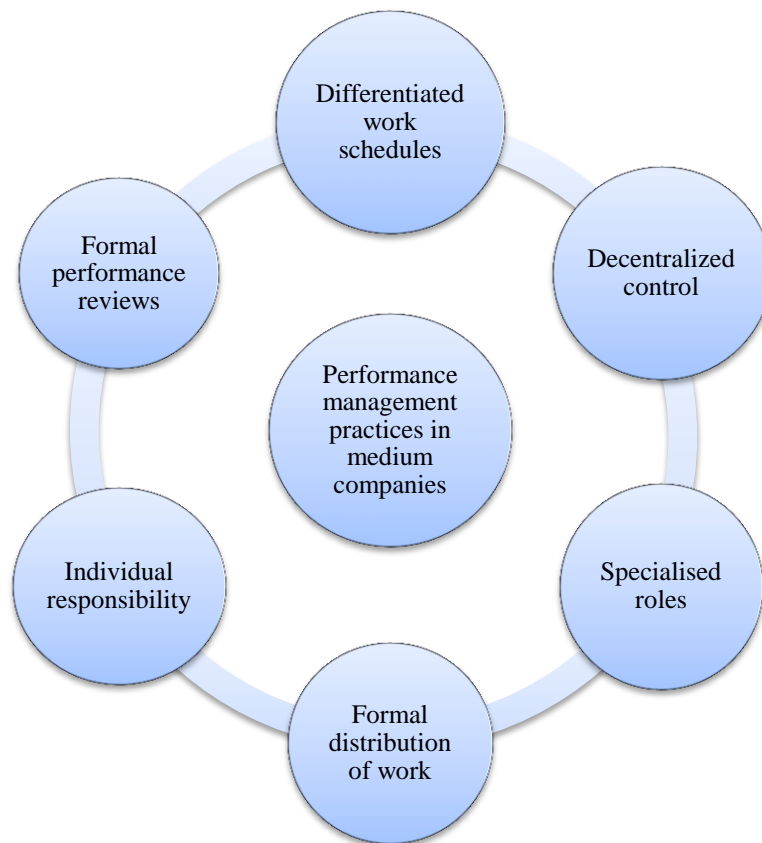 Differentiated
work
schedules
Decentralized
control
Specialised
roles
Formal
distribution
of work
Individual
responsibility
Formal
performance
reviews
Performance
management
practices in
medium
companies